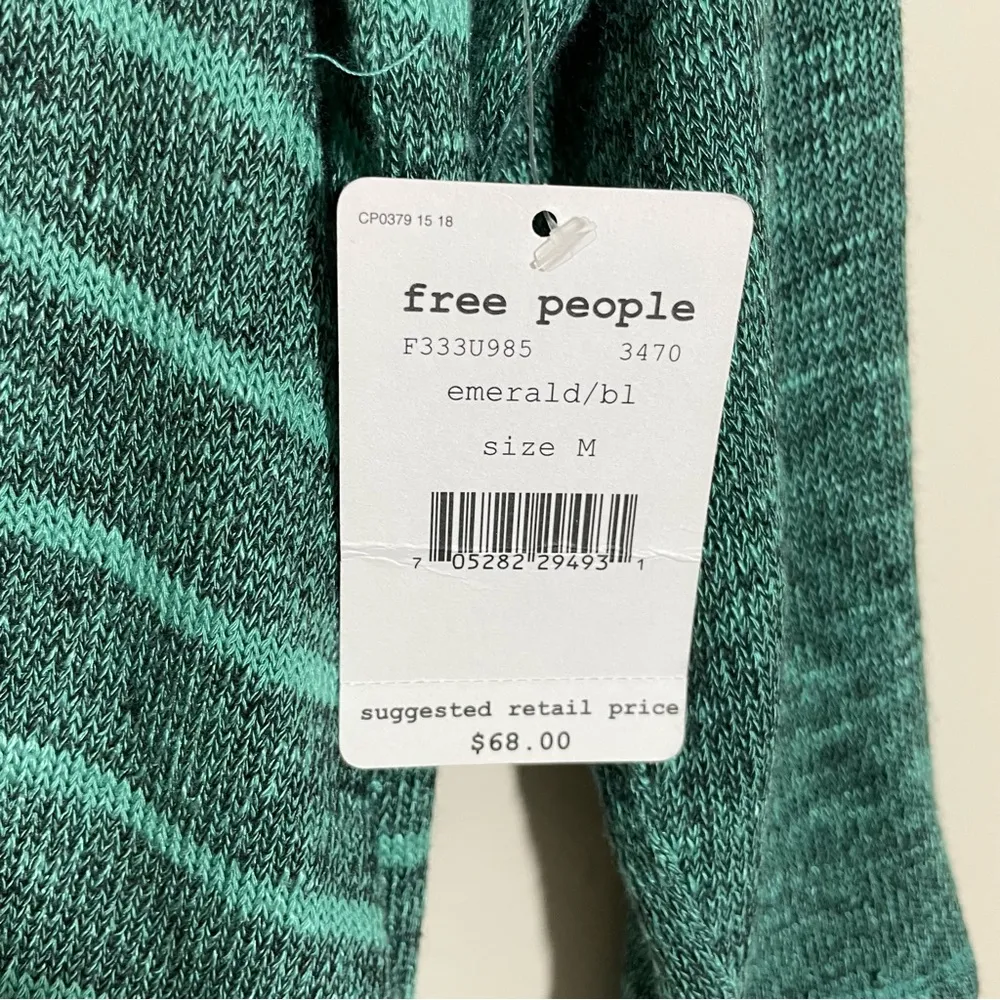 CP0379 15 18
free people
F333U985 3470
emerald/bl
size M
7 05282 29493 1
suggested retail price
$68.00